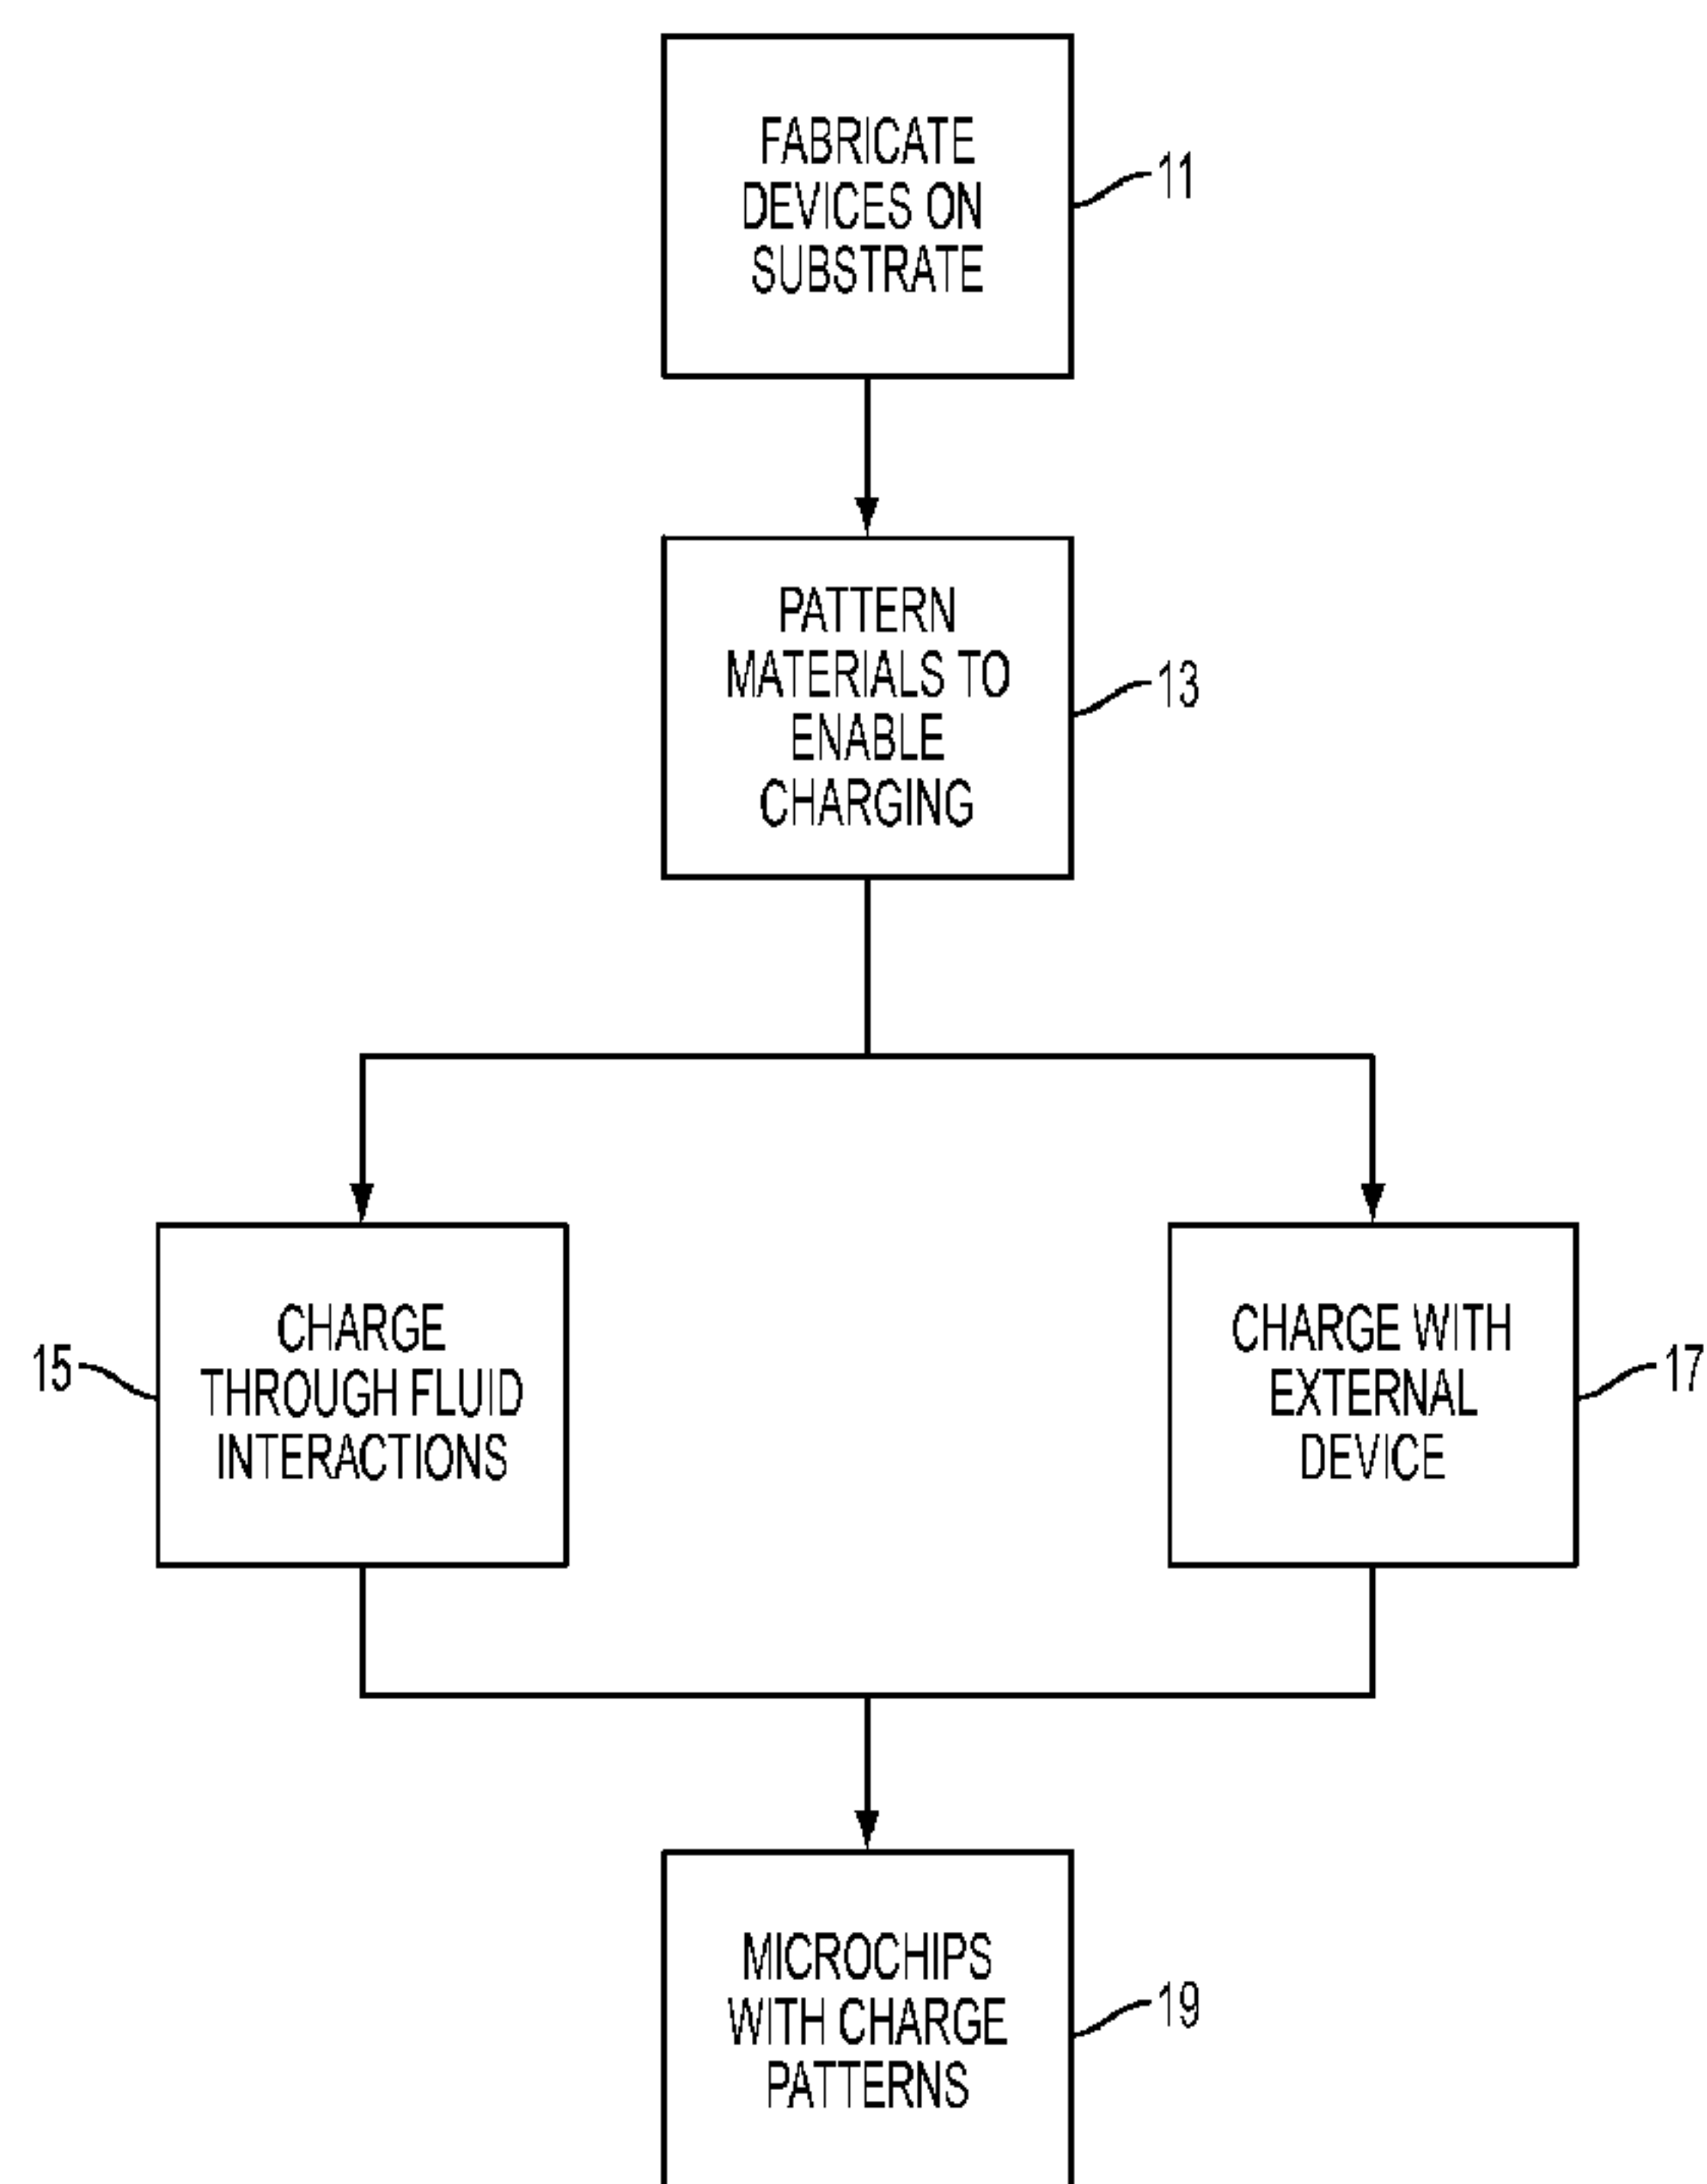 FABRICATE
DEVICES ON
SUBSTRATE
11
PATTERN
MATERIALS TO
ENABLE
CHARGING
13
CHARGE
THROUGH FLUID
INTERACTIONS
15
CHARGE WITH
EXTERNAL
DEVICE
17
MICROCHIPS
WITH CHARGE
PATTERNS
19